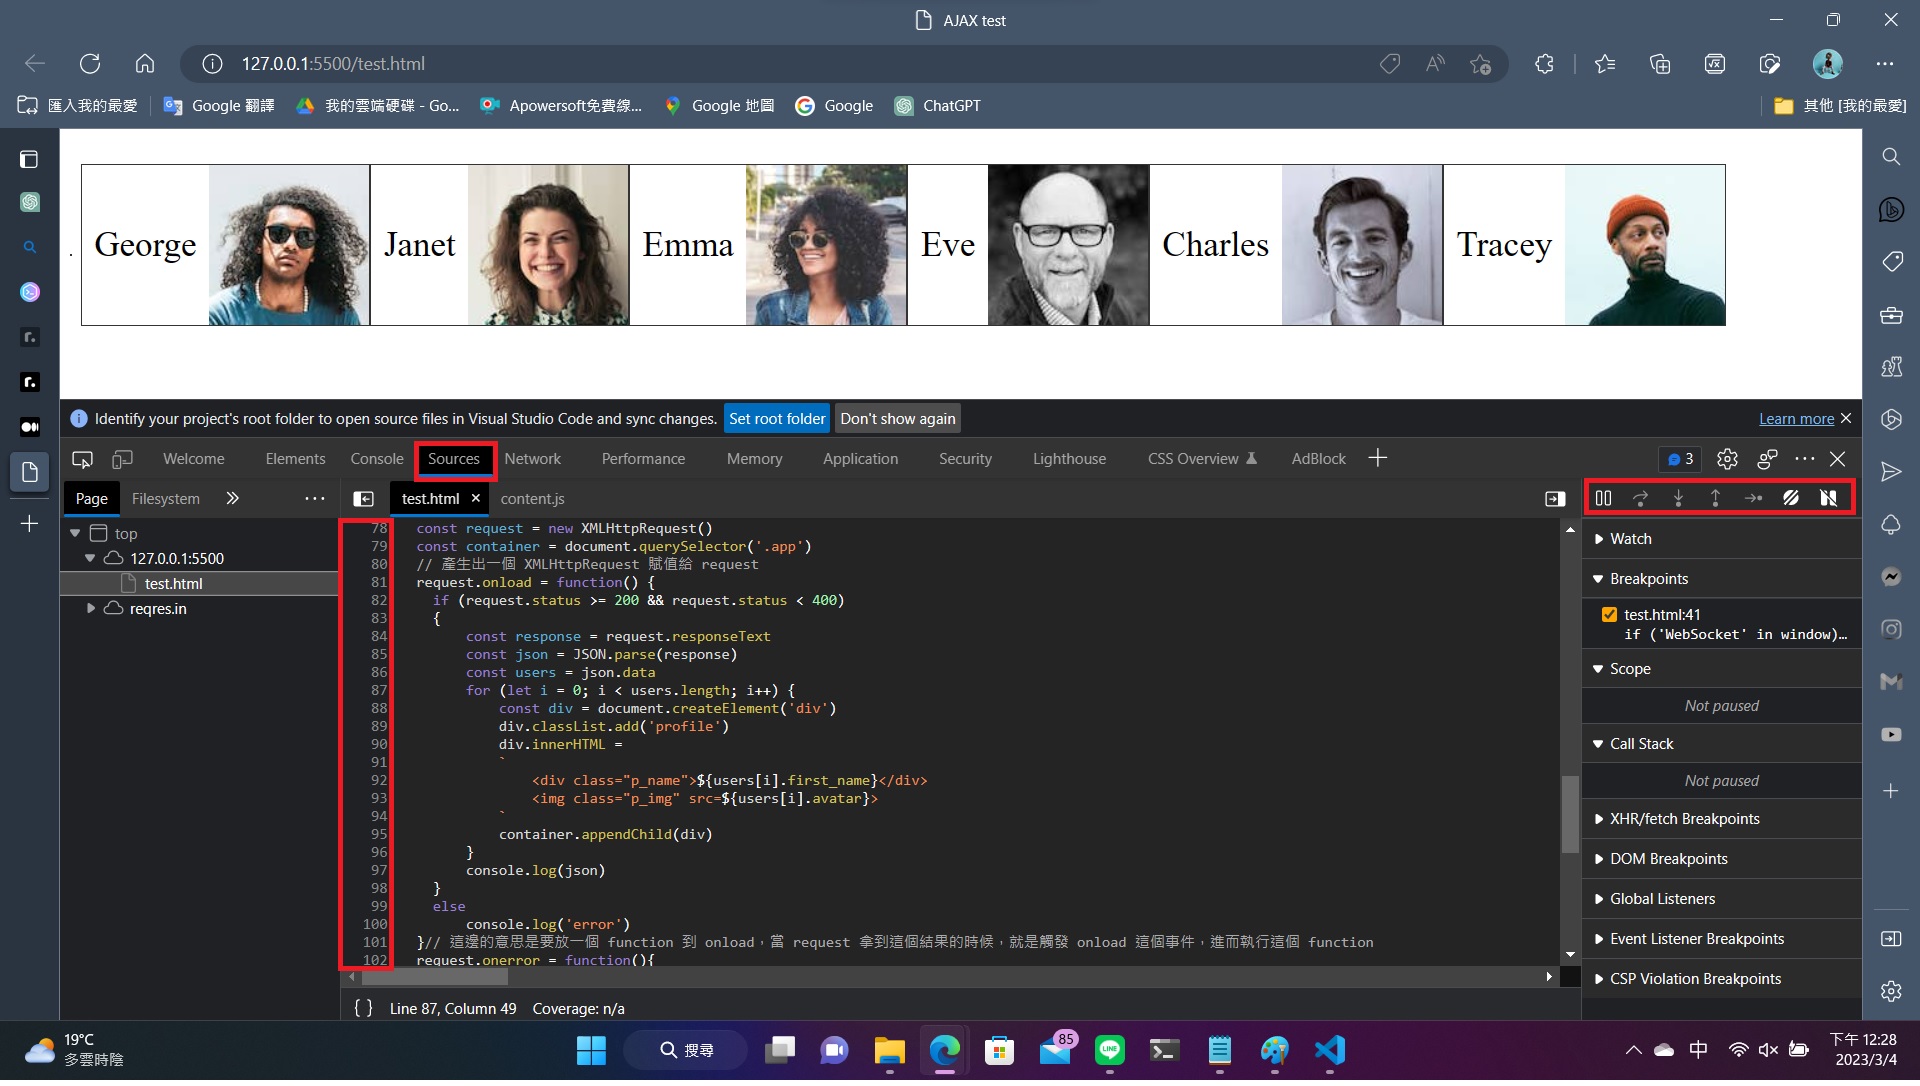 AJAX test
127.0.0.1:5500/test.html
匯入我的最愛 Google 翻譯 我的雲端硬碟 - Go... Apowersoft免費線... Google 地圖 Google ChatGPT 其他 [我的最愛]
George Janet Emma Eve Charles Tracey
Identify your project's root folder to open source files in Visual Studio Code and sync changes. Set root folder Don't show again Learn more
Welcome Elements Console Sources Network Performance Memory Application Security Lighthouse CSS Overview AdBlock 3
Page Filesystem test.html content.js
top
127.0.0.1:5500
test.html
reqres.in
78 const request = new XMLHttpRequest()
79 const container = document.querySelector('.app')
80 // 產生出一個 XMLHttpRequest 賦值給 request
81 request.onload = function() {
82 if (request.status >= 200 && request.status < 400)
83 {
84 const response = request.responseText
85 const json = JSON.parse(response)
86 const users = json.data
87 for (let i = 0; i < users.length; i++) {
88 const div = document.createElement('div')
89 div.classList.add('profile')
90 div.innerHTML =
91 `
92 <div class="p_name">${users[i].first_name}</div>
93 <img class="p_img" src=${users[i].avatar}>
94 `
95 container.appendChild(div)
96 }
97 console.log(json)
98 }
99 else
100 console.log('error')
101 }// 這邊的意思是要放一個 function 到 onload，當 request 拿到這個結果的時候，就是觸發 onload 這個事件，進而執行這個 function
102 request.onerror = function(){
{ } Line 87, Column 49 Coverage: n/a
Watch
Breakpoints
test.html:41
if ('WebSocket' in window)…
Scope
Not paused
Call Stack
Not paused
XHR/fetch Breakpoints
DOM Breakpoints
Global Listeners
Event Listener Breakpoints
CSP Violation Breakpoints
19°C
多雲時陰
搜尋
85
LINE
中
下午 12:28
2023/3/4